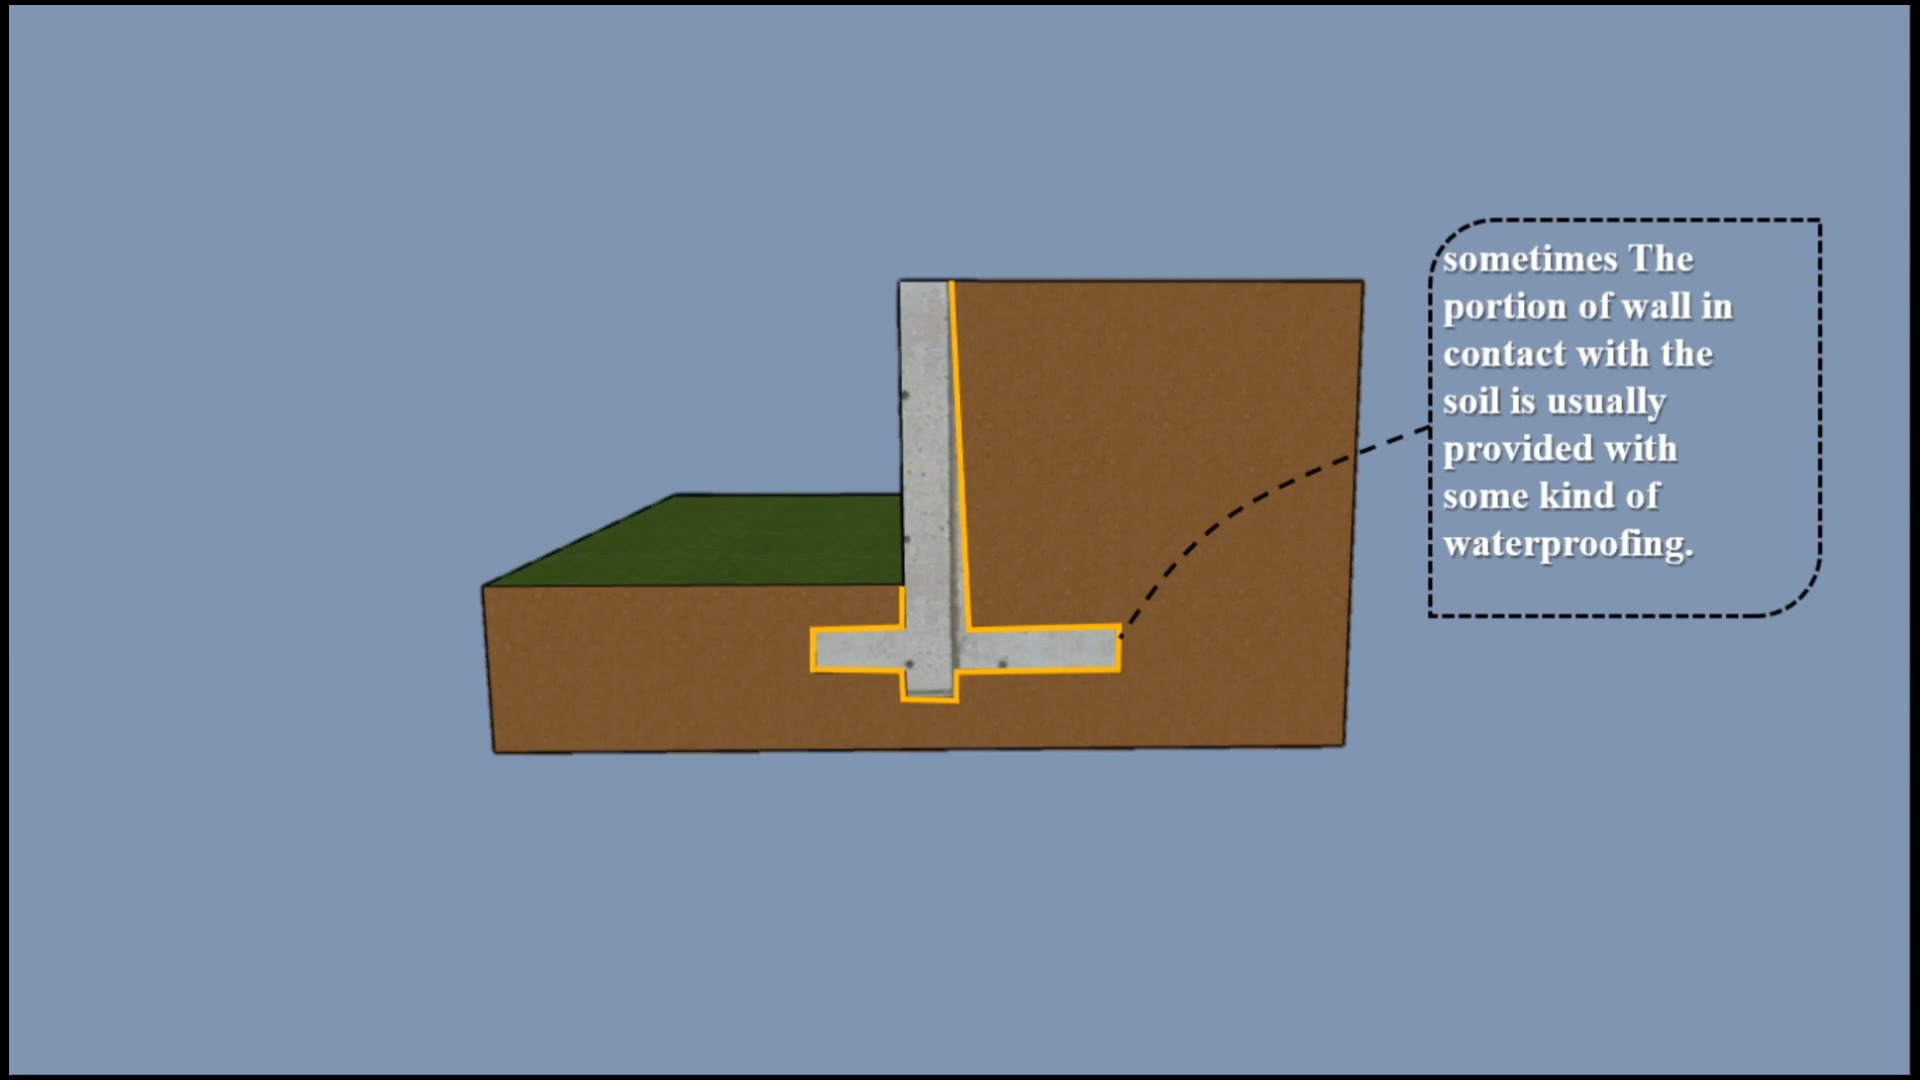 sometimes The
portion of wall in
contact with the
soil is usually
provided with
some kind of
waterproofing.